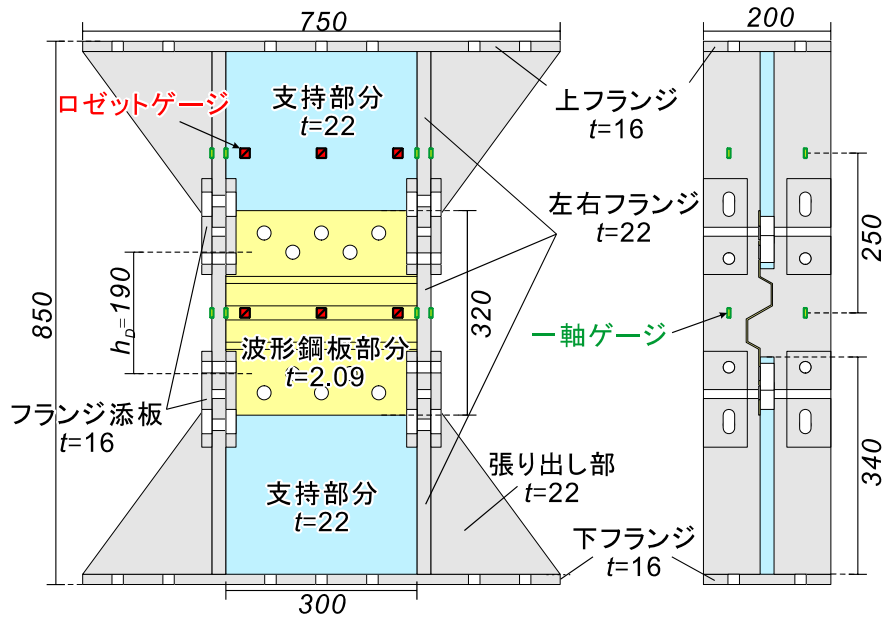 750
200
ロゼットゲージ
支持部分
t=22
上フランジ
t=16
左右フランジ
t=22
850
h_D=190
320
250
一軸ゲージ
波形鋼板部分
t=2.09
フランジ添板
t=16
張り出し部
t=22
340
支持部分
t=22
下フランジ
t=16
300